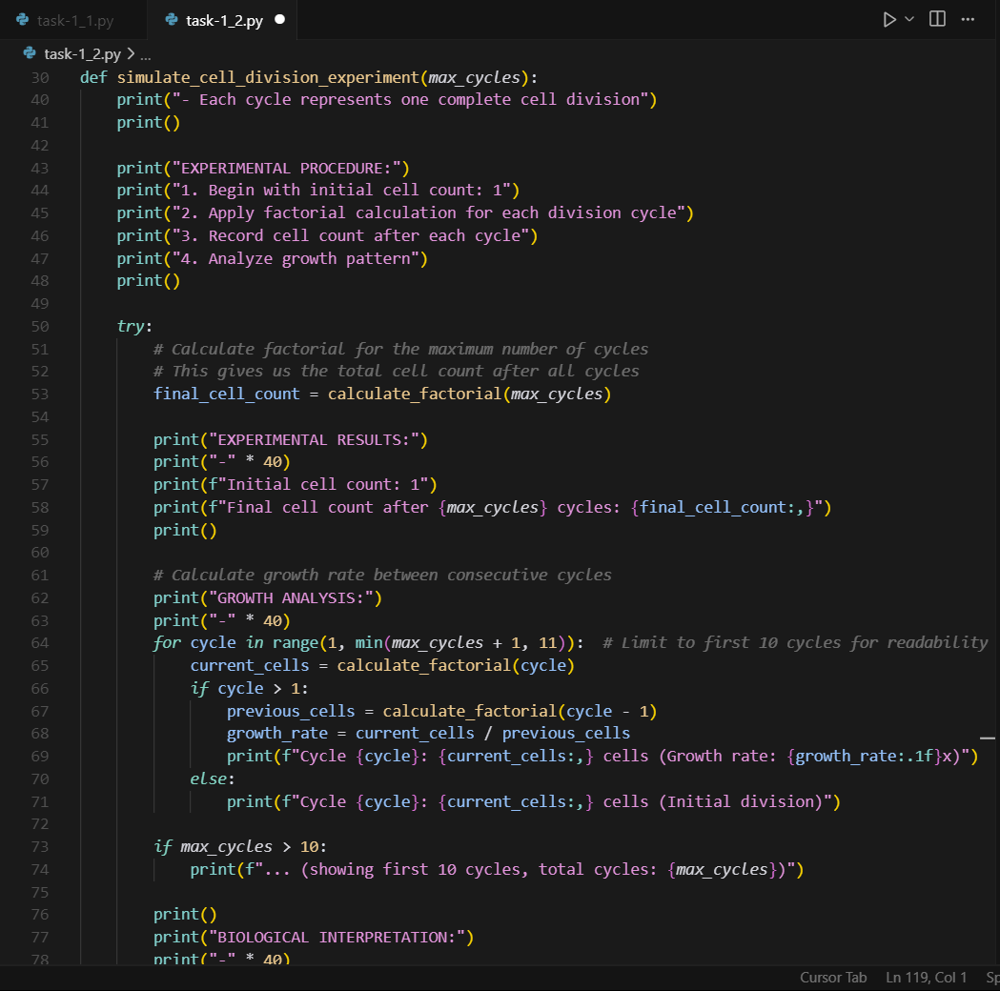 task-1_1.py
task-1_2.py
task-1_2.py > ...
30 def simulate_cell_division_experiment(max_cycles):
40     print("- Each cycle represents one complete cell division")
41     print()
42
43     print("EXPERIMENTAL PROCEDURE:")
44     print("1. Begin with initial cell count: 1")
45     print("2. Apply factorial calculation for each division cycle")
46     print("3. Record cell count after each cycle")
47     print("4. Analyze growth pattern")
48     print()
49
50     try:
51         # Calculate factorial for the maximum number of cycles
52         # This gives us the total cell count after all cycles
53         final_cell_count = calculate_factorial(max_cycles)
54
55         print("EXPERIMENTAL RESULTS:")
56         print("-" * 40)
57         print(f"Initial cell count: 1")
58         print(f"Final cell count after {max_cycles} cycles: {final_cell_count:,}")
59         print()
60
61         # Calculate growth rate between consecutive cycles
62         print("GROWTH ANALYSIS:")
63         print("-" * 40)
64         for cycle in range(1, min(max_cycles + 1, 11)):  # Limit to first 10 cycles for readability
65             current_cells = calculate_factorial(cycle)
66             if cycle > 1:
67                 previous_cells = calculate_factorial(cycle - 1)
68                 growth_rate = current_cells / previous_cells
69                 print(f"Cycle {cycle}: {current_cells:,} cells (Growth rate: {growth_rate:.1f}x)")
70             else:
71                 print(f"Cycle {cycle}: {current_cells:,} cells (Initial division)")
72
73         if max_cycles > 10:
74             print(f"... (showing first 10 cycles, total cycles: {max_cycles})")
75
76         print()
77         print("BIOLOGICAL INTERPRETATION:")
78         print("-" * 40)
Cursor Tab Ln 119, Col 1 Sp